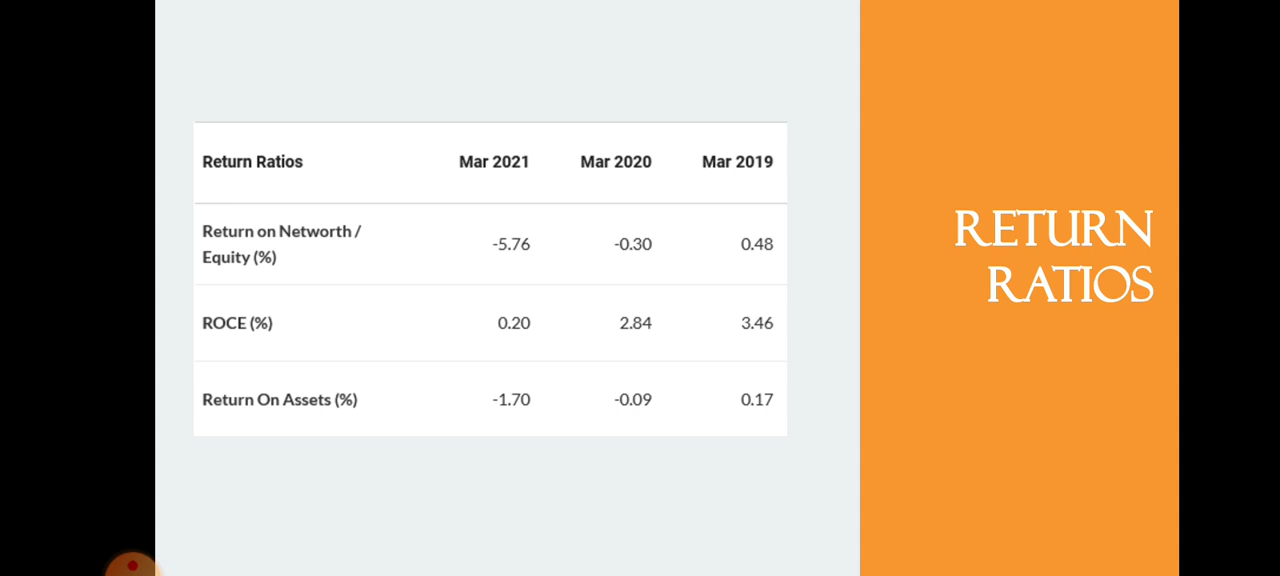 Return Ratios Mar 2021 Mar 2020 Mar 2019
Return on Networth /
Equity (%) -5.76 -0.30 0.48
ROCE (%) 0.20 2.84 3.46
Return On Assets (%) -1.70 -0.09 0.17
RETURN
RATIOS